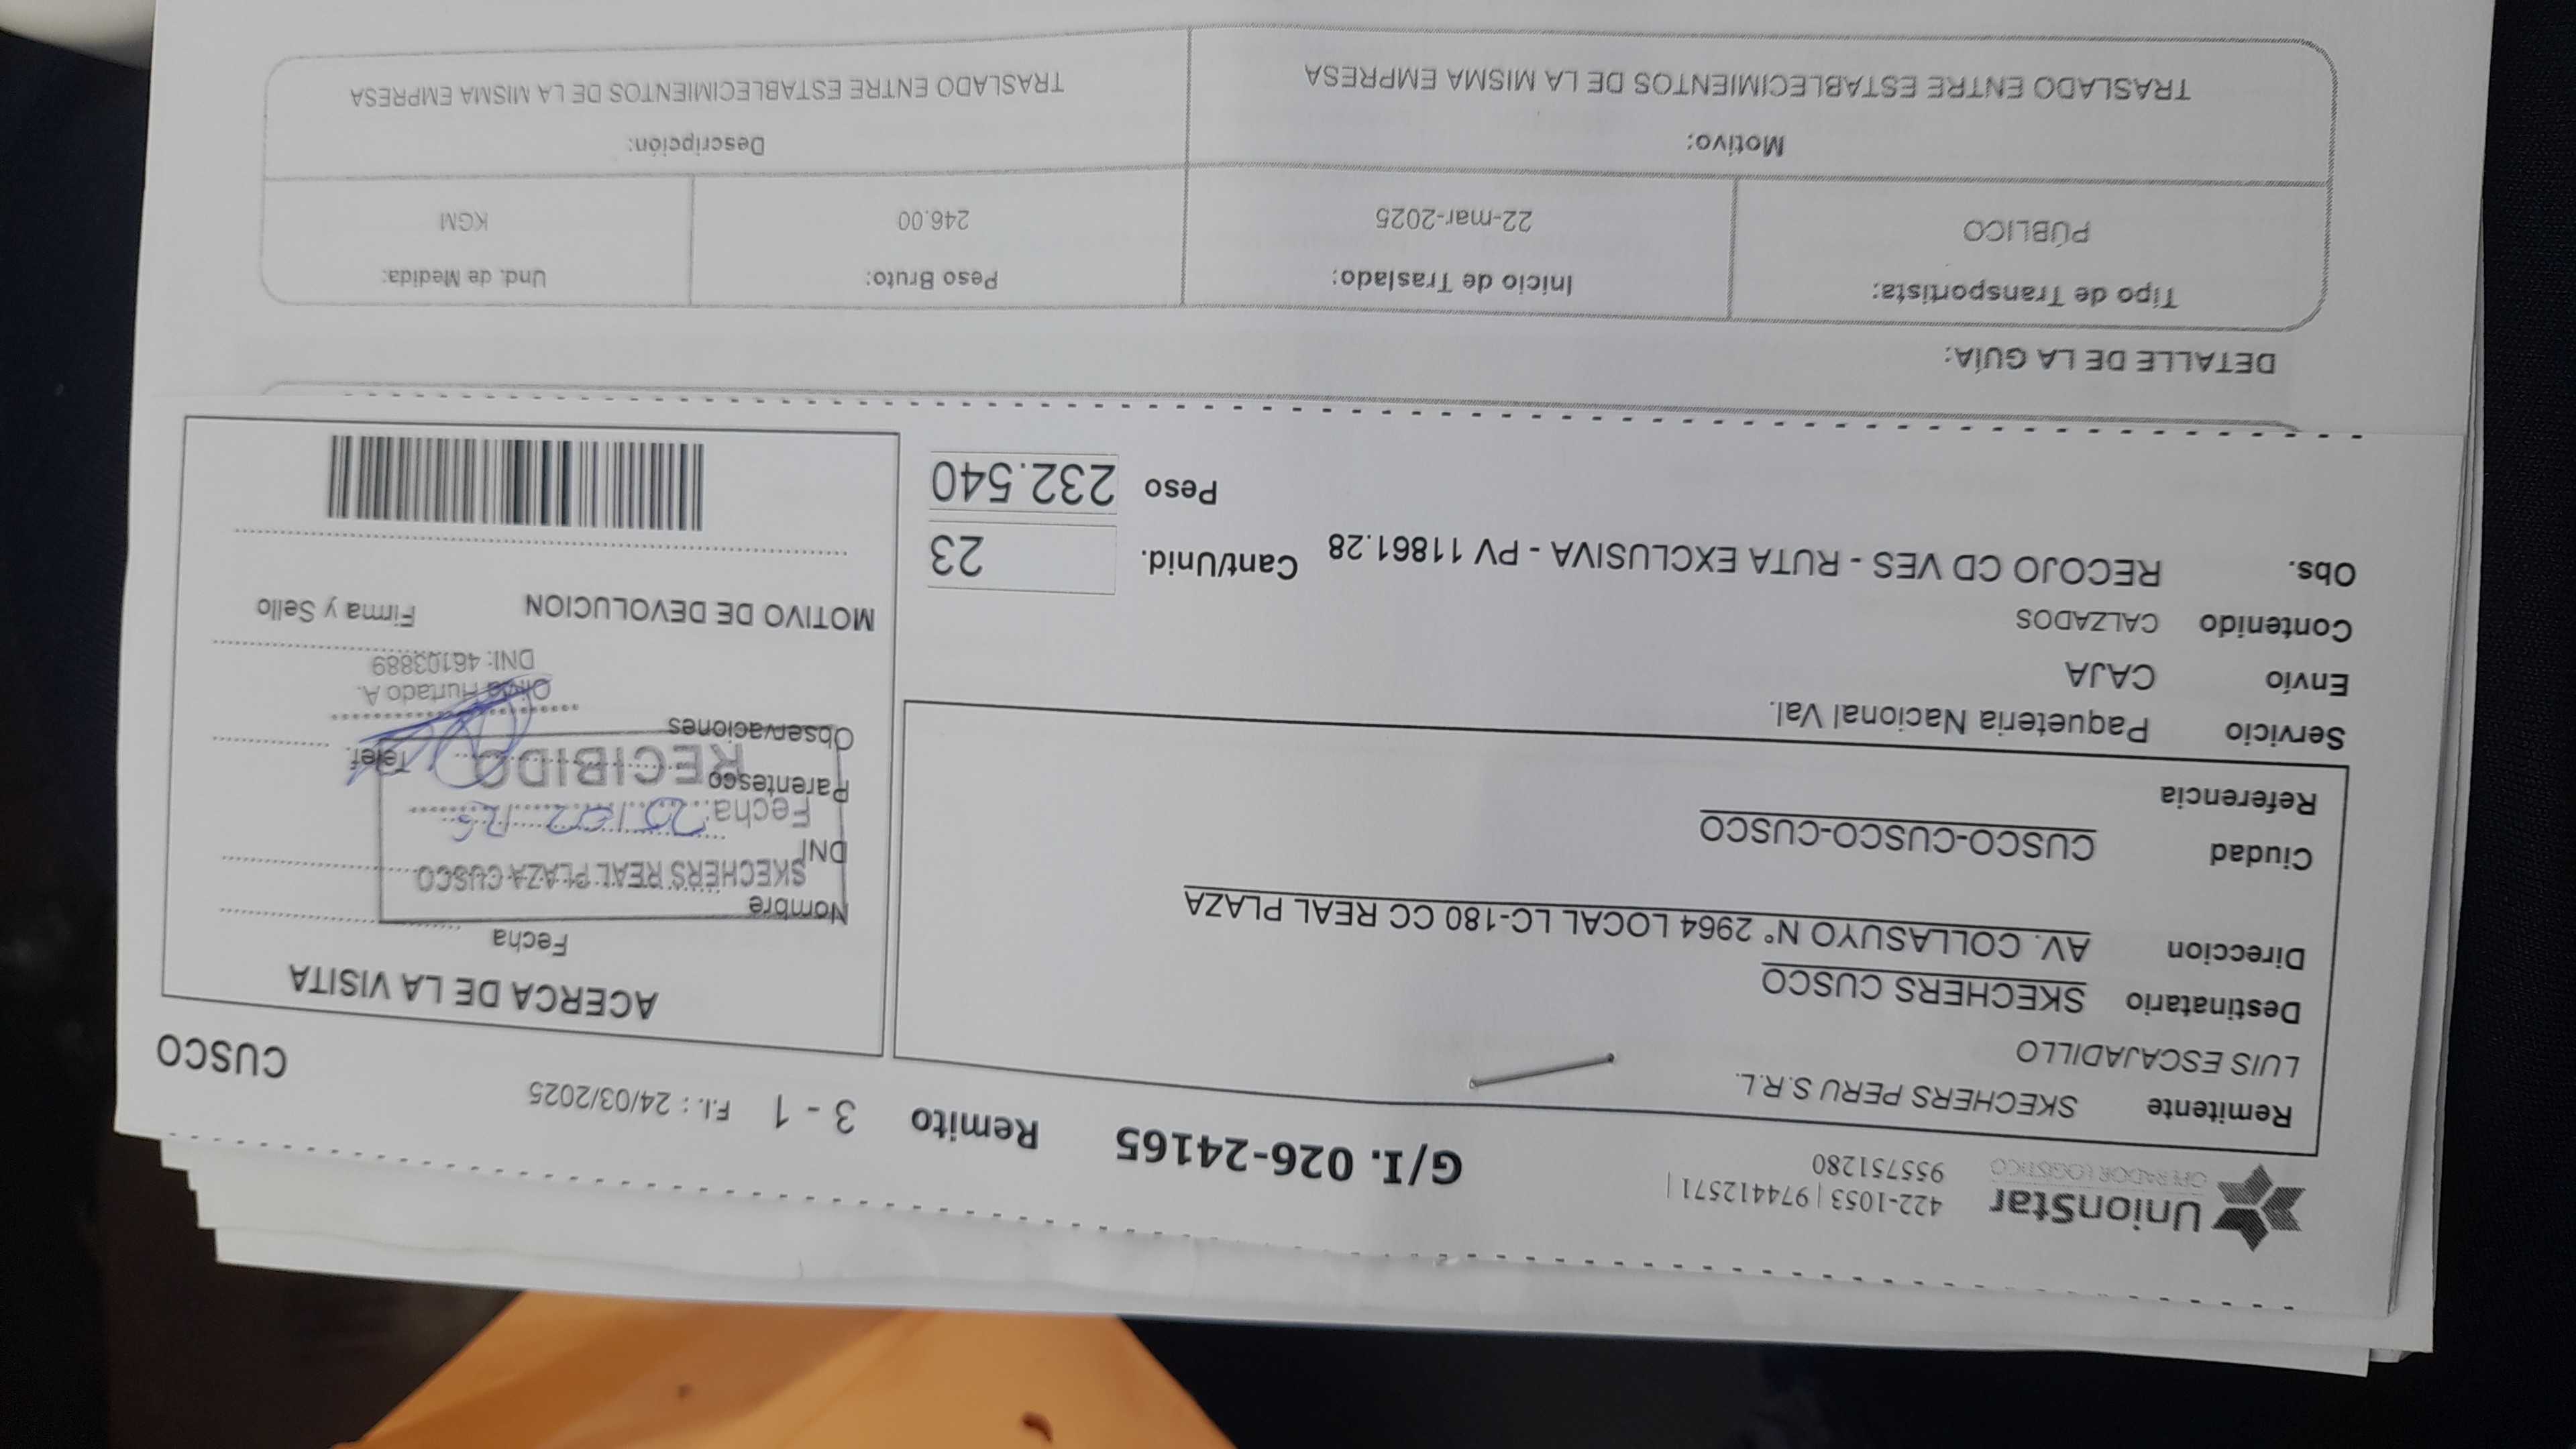 UnionStar
OPERADOR LOGÍSTICO
422-1053 | 974412571 |
955751280
G/I. 026-24165
Remito 3 - 1 F.I. : 24/03/2025
CUSCO
Remitente SKECHERS PERU S.R.L.
LUIS ESCAJADILLO
Destinatario SKECHERS CUSCO
Direccion AV. COLLASUYO N° 2964 LOCAL LC-180 CC REAL PLAZA
Ciudad CUSCO-CUSCO-CUSCO
Referencia
Servicio Paqueteria Nacional Val.
Envío CAJA
Contenido CALZADOS
Obs. RECOJO CD VES - RUTA EXCLUSIVA - PV 11861.28
Cant/Unid. 23
Peso 232.540
ACERCA DE LA VISITA
Fecha
Nombre
SKECHERS REAL PLAZA CUSCO
DNI
Fecha:
Parentesco
Telef.
RECIBIDO
Observaciones
Hurtado A.
DNI: 46103889
MOTIVO DE DEVOLUCION Firma y Sello
DETALLE DE LA GUÍA:
Tipo de Transportista: Inicio de Traslado: Peso Bruto: Und. de Medida:
PÚBLICO 22-mar-2025 246.00 KGM
Motivo: Descripción:
TRASLADO ENTRE ESTABLECIMIENTOS DE LA MISMA EMPRESA TRASLADO ENTRE ESTABLECIMIENTOS DE LA MISMA EMPRESA